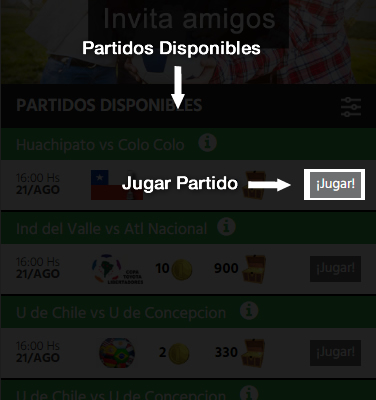 Invita amigos
Partidos Disponibles
PARTIDOS DISPONIBLES
Huachipato vs Colo Colo
16:00 Hs
21/AGO
Jugar Partido
¡Jugar!
Ind del Valle vs Atl Nacional
16:00 Hs
21/AGO
10
900
¡Jugar!
U de Chile vs U de Concepcion
16:00 Hs
21/AGO
2
330
¡Jugar!
U de Chile vs U de Concepcion